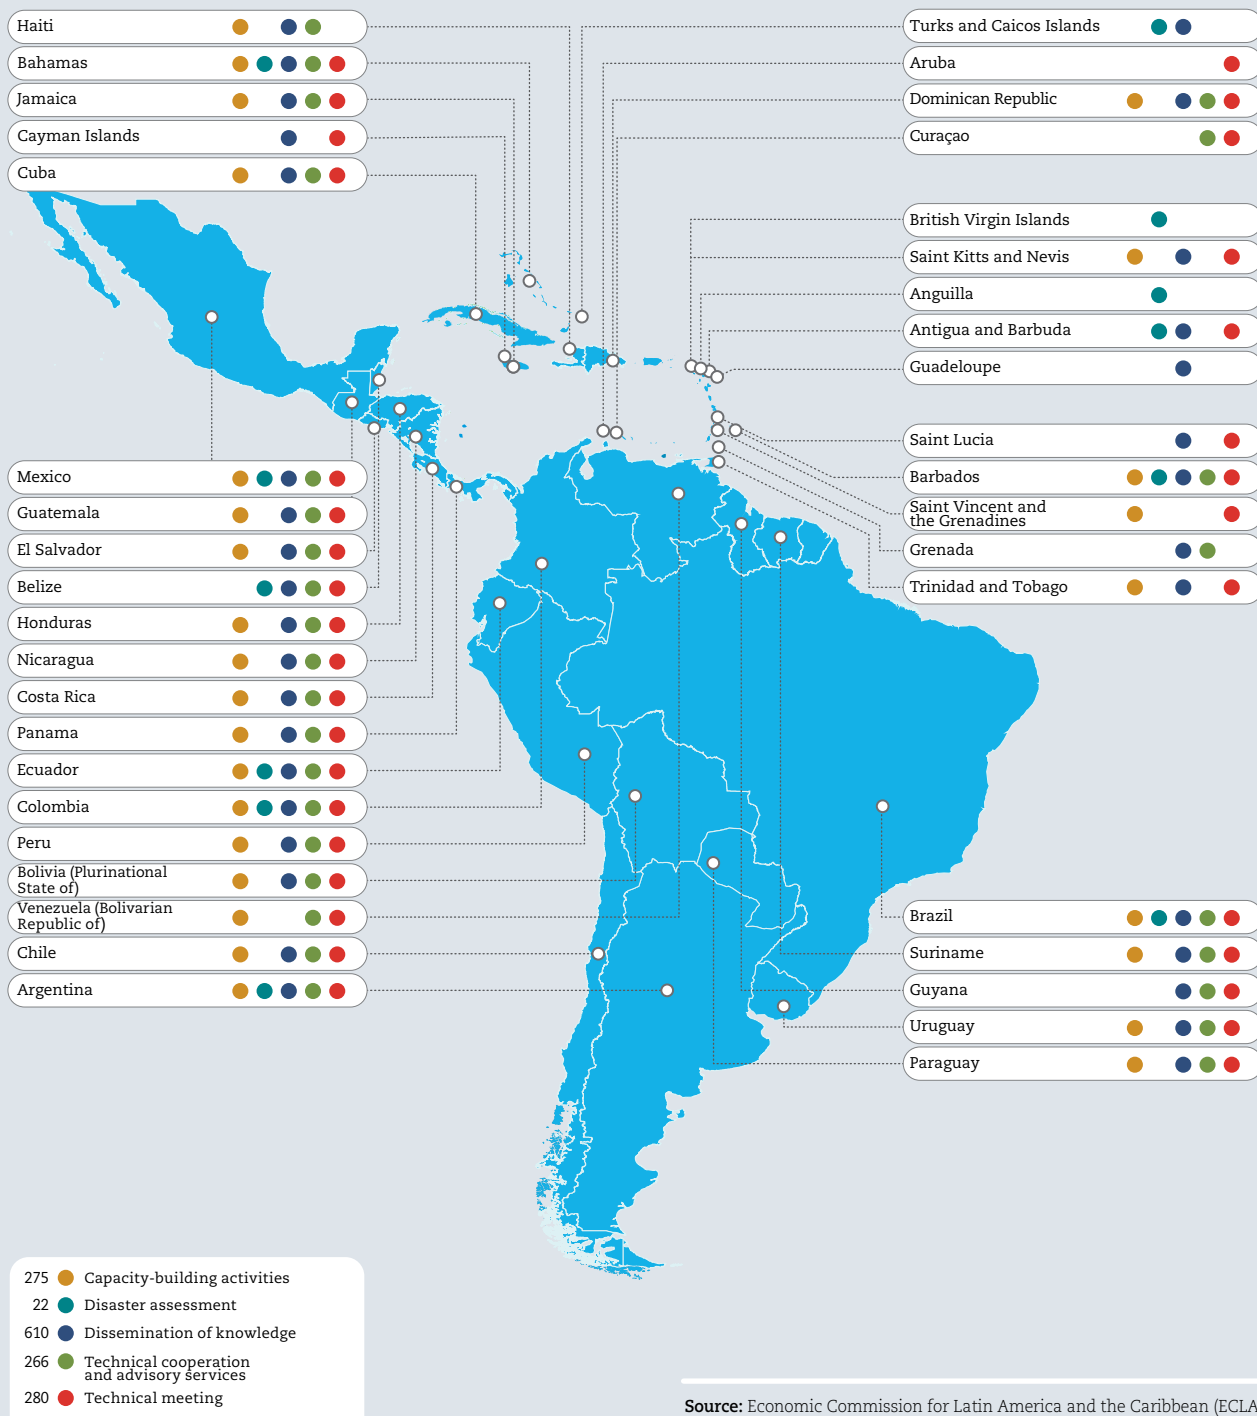 Haiti
Bahamas
Jamaica
Cayman Islands
Cuba
Turks and Caicos Islands
Aruba
Dominican Republic
Curaçao
British Virgin Islands
Saint Kitts and Nevis
Anguilla
Antigua and Barbuda
Guadeloupe
Saint Lucia
Barbados
Saint Vincent and
the Grenadines
Grenada
Trinidad and Tobago
Mexico
Guatemala
El Salvador
Belize
Honduras
Nicaragua
Costa Rica
Panama
Ecuador
Colombia
Peru
Bolivia (Plurinational
State of)
Venezuela (Bolivarian
Republic of)
Chile
Argentina
Brazil
Suriname
Guyana
Uruguay
Paraguay
275 Capacity-building activities
22 Disaster assessment
610 Dissemination of knowledge
266 Technical cooperation
and advisory services
280 Technical meeting
Source: Economic Commission for Latin America and the Caribbean (ECLA